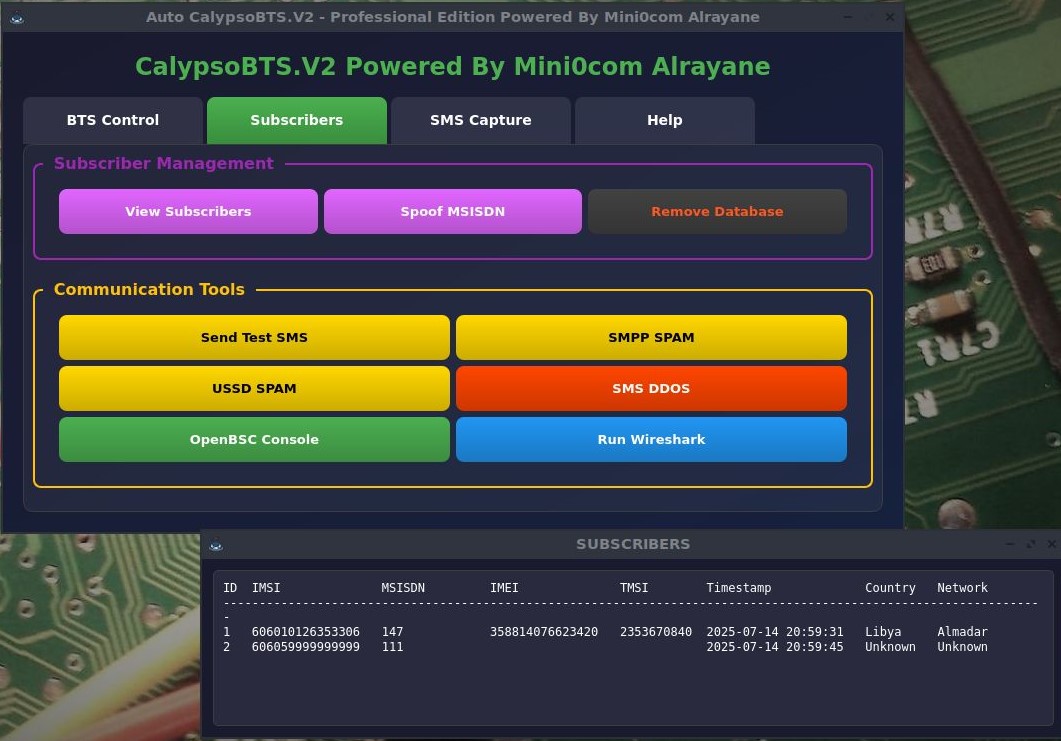 Auto CalypsoBTS.V2 - Professional Edition Powered By Mini0com Alrayane
CalypsoBTS.V2 Powered By Mini0com Alrayane
BTS Control Subscribers SMS Capture Help
Subscriber Management
View Subscribers Spoof MSISDN Remove Database
Communication Tools
Send Test SMS SMPP SPAM
USSD SPAM SMS DDOS
OpenBSC Console Run Wireshark
SUBSCRIBERS
ID IMSI MSISDN IMEI TMSI Timestamp Country Network
1 606010126353306 147 358814076623420 2353670840 2025-07-14 20:59:31 Libya Almadar
2 606059999999999 111 2025-07-14 20:59:45 Unknown Unknown